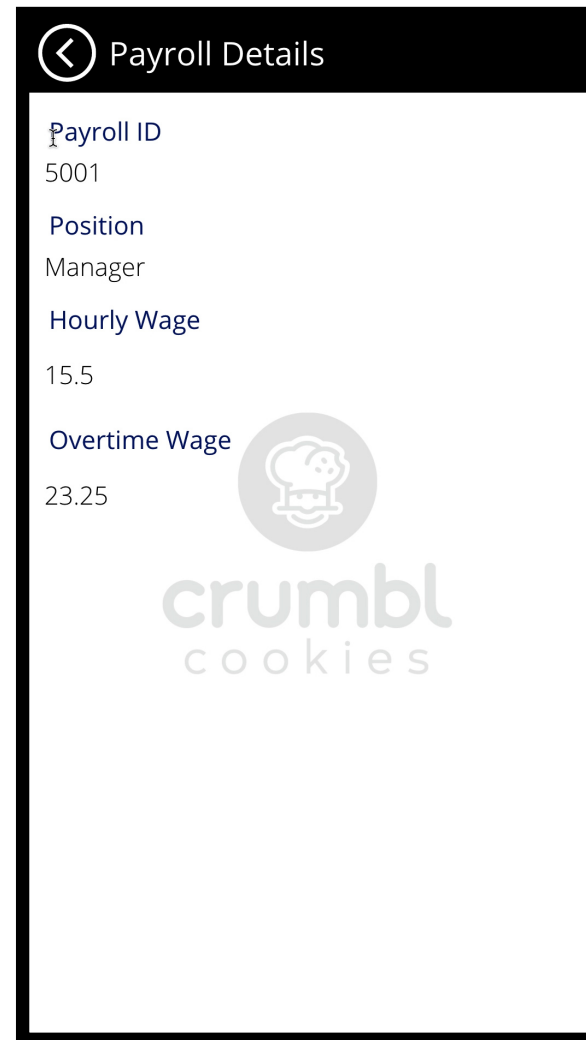 Payroll Details
Payroll ID
5001
Position
Manager
Hourly Wage
15.5
Overtime Wage
23.25
crumbl
cookies